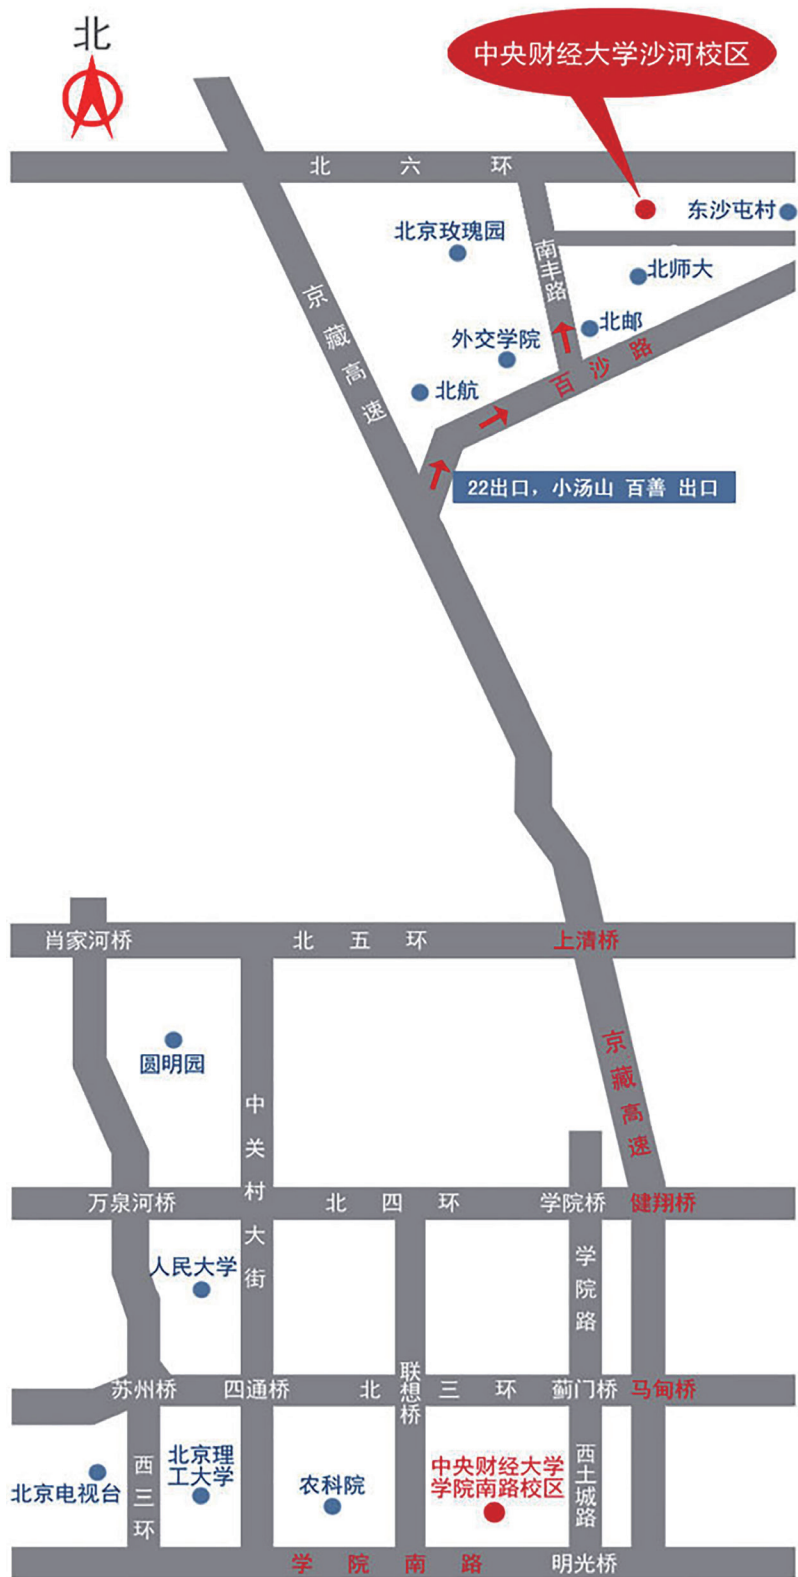 北
中央财经大学沙河校区
北六环
东沙屯村
北京玫瑰园
南丰路
北师大
京藏高速
北邮
外交学院
百沙路
北航
22出口，小汤山 百善 出口
肖家河桥
北五环
上清桥
圆明园
京藏高速
中关村大街
万泉河桥
北四环
学院桥
健翔桥
人民大学
学院路
苏州桥
四通桥
北三环
联想桥
蓟门桥
马甸桥
北京电视台
西三环
北京理
工大学
农科院
中央财经大学
学院南路校区
西土城路
学院南路
明光桥